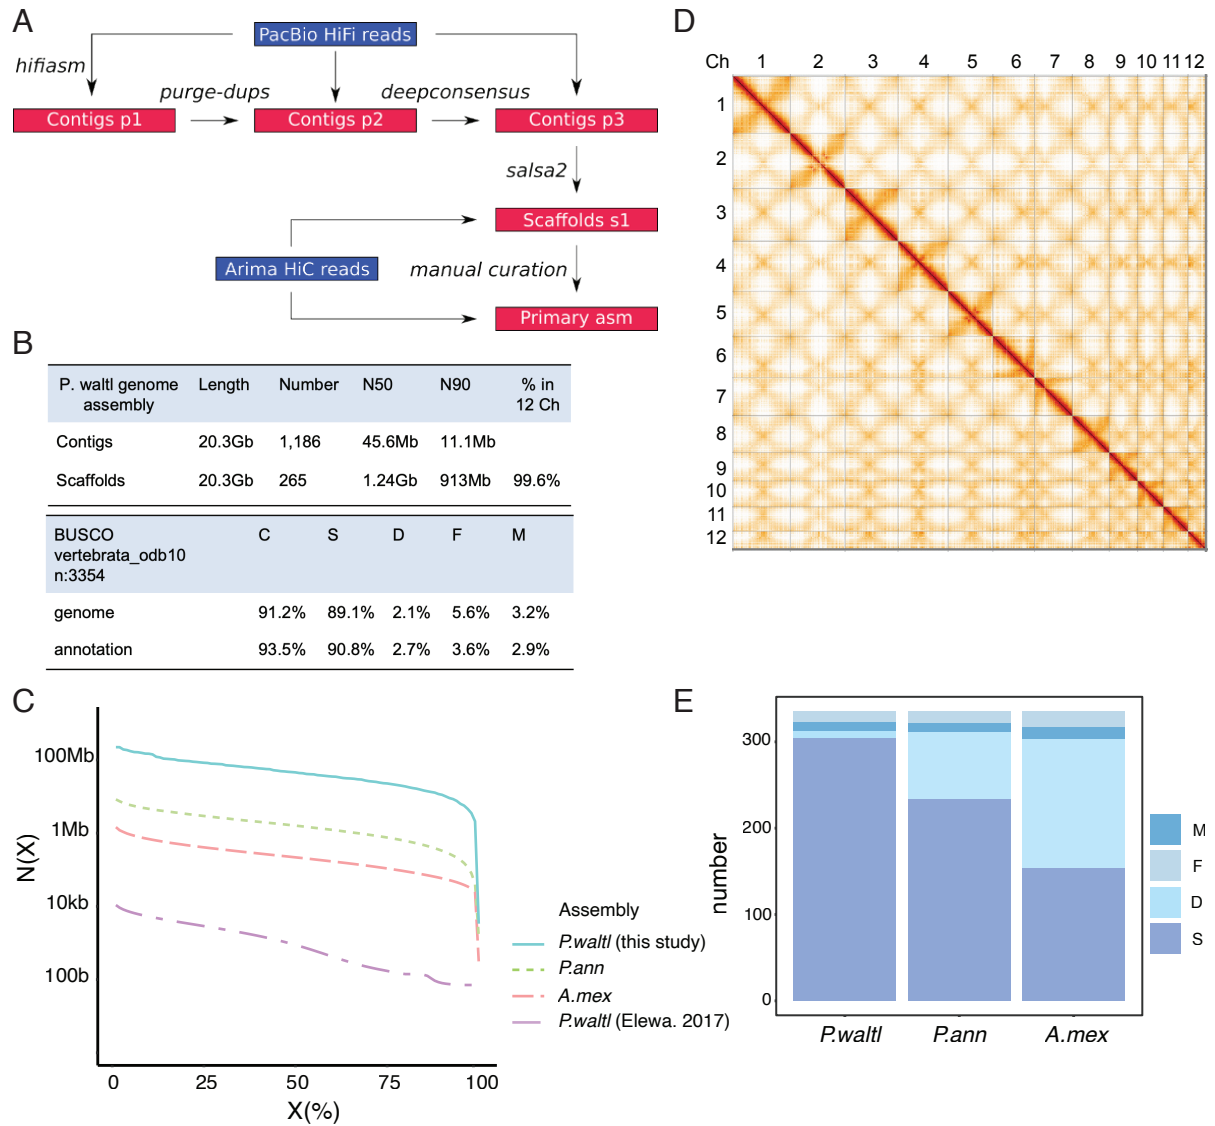 A
PacBio HiFi reads
hifiasm
purge-dups
deepconsensus
Contigs p1
Contigs p2
Contigs p3
salsa2
Scaffolds s1
Arima HiC reads
manual curation
Primary asm
B
P. waltl genome assembly Length Number N50 N90 % in 12 Ch
Contigs 20.3Gb 1,186 45.6Mb 11.1Mb
Scaffolds 20.3Gb 265 1.24Gb 913Mb 99.6%
BUSCO vertebrata_odb10 n:3354 C S D F M
genome 91.2% 89.1% 2.1% 5.6% 3.2%
annotation 93.5% 90.8% 2.7% 3.6% 2.9%
C
N(X)
100Mb
1Mb
10kb
100b
0 25 50 75 100
X(%)
Assembly
P.waltl (this study)
P.ann
A.mex
P.waltl (Elewa. 2017)
D
Ch 1 2 3 4 5 6 7 8 9 10 11 12
1
2
3
4
5
6
7
8
9
10
11
12
E
number
300
200
100
0
P.waltl P.ann A.mex
M
F
D
S